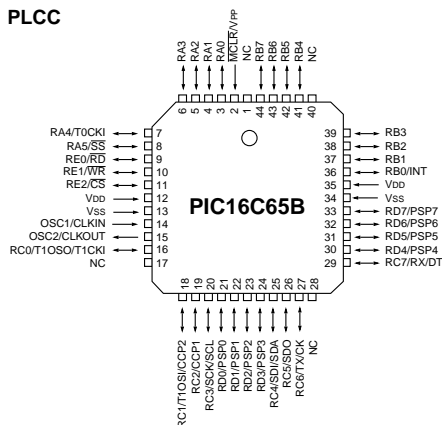 PLCC
RA3
RA2
RA1
RA0
MCLR/VPP
NC
RB7
RB6
RB5
RB4
NC
6
5
4
3
2
1
44
43
42
41
40
RA4/T0CKI 7
RA5/SS 8
RE0/RD 9
RE1/WR 10
RE2/CS 11
VDD 12
VSS 13
OSC1/CLKIN 14
OSC2/CLKOUT 15
RC0/T1OSO/T1CKI 16
NC 17
PIC16C65B
39 RB3
38 RB2
37 RB1
36 RB0/INT
35 VDD
34 VSS
33 RD7/PSP7
32 RD6/PSP6
31 RD5/PSP5
30 RD4/PSP4
29 RC7/RX/DT
18
19
20
21
22
23
24
25
26
27
28
RC1/T1OSI/CCP2
RC2/CCP1
RC3/SCK/SCL
RD0/PSP0
RD1/PSP1
RD2/PSP2
RD3/PSP3
RC4/SDI/SDA
RC5/SDO
RC6/TX/CK
NC